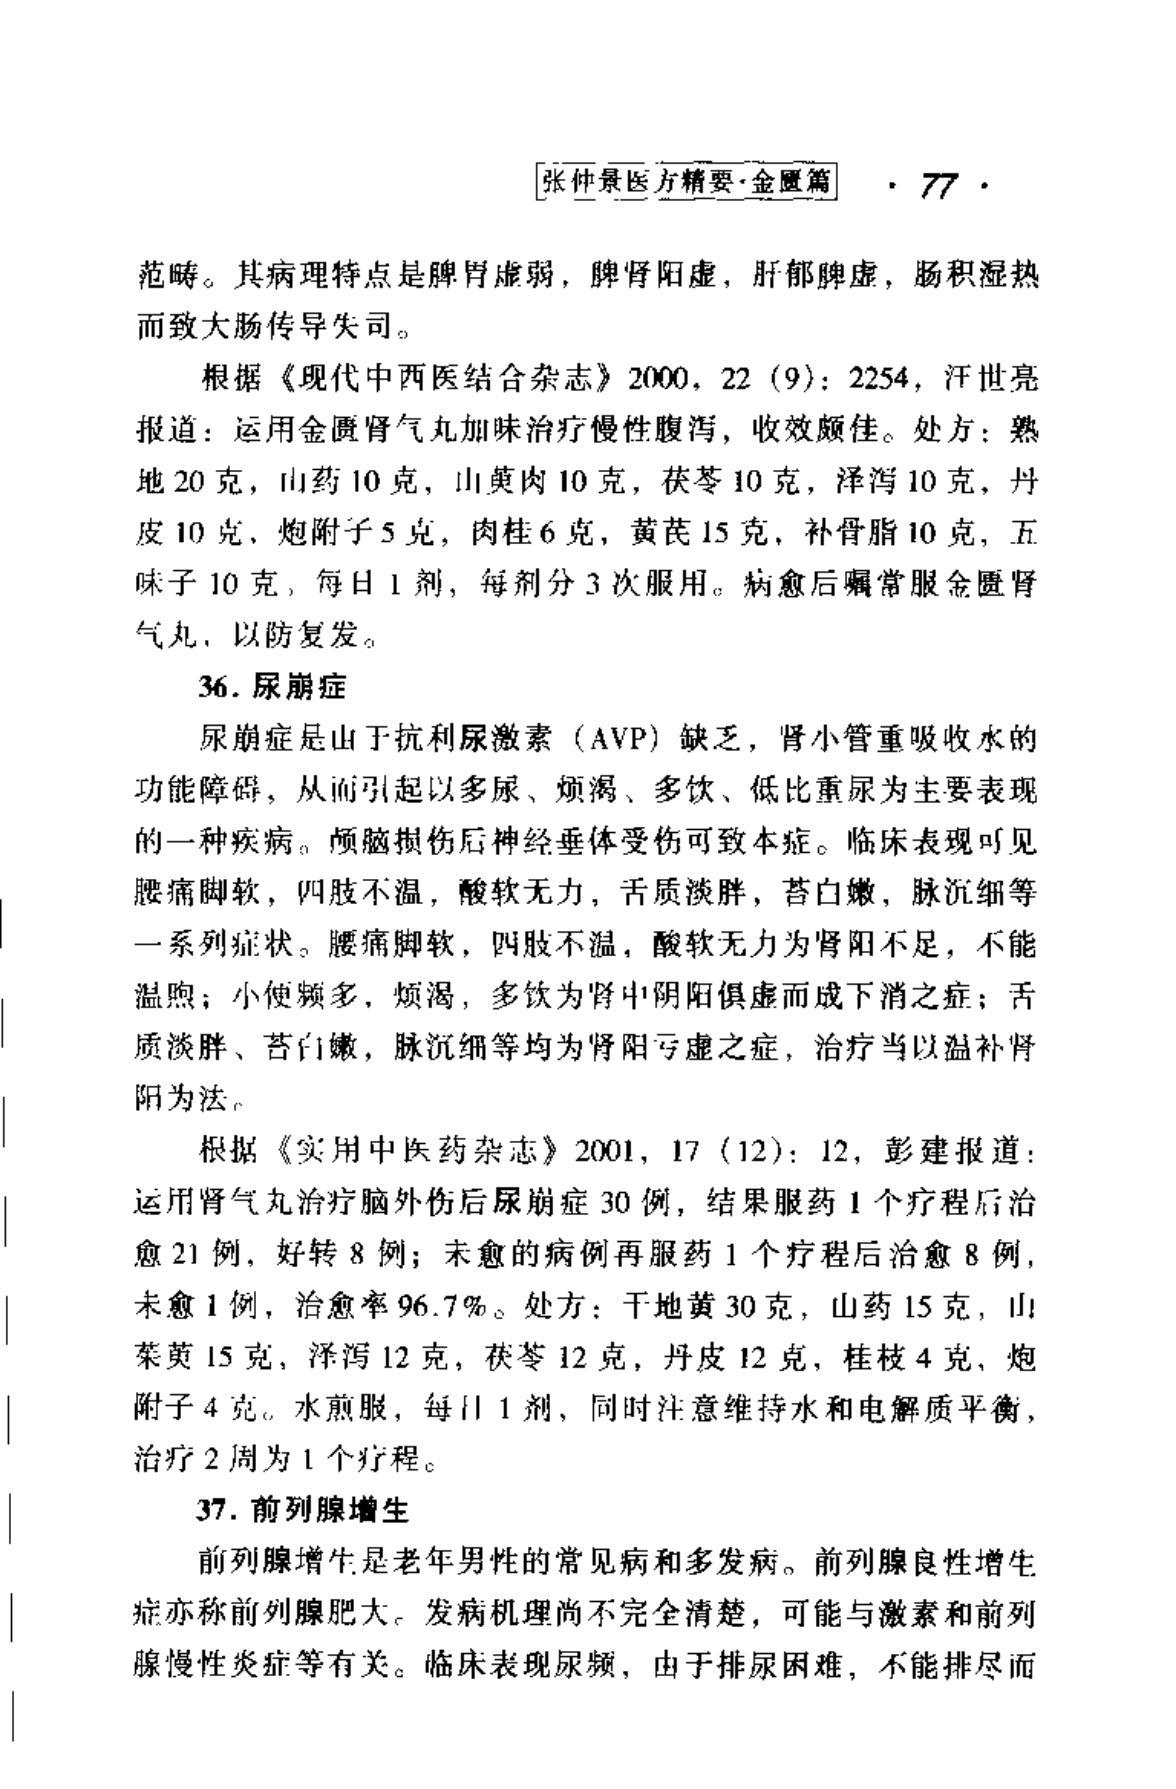 张仲景医方精要·金匮篇 · 77 ·
范畴。其病理特点是脾胃虚弱，脾肾阳虚，肝郁脾虚，肠积湿热
而致大肠传导失司。
根据《现代中西医结合杂志》2000，22（9）：2254，汗世亮
报道：运用金匮肾气丸加味治疗慢性腹泻，收效颇佳。处方：熟
地20克，山药10克，山萸肉10克，茯苓10克，泽泻10克，丹
皮10克，炮附子5克，肉桂6克，黄芪15克，补骨脂10克，五
味子10克，每日1剂，每剂分3次服用。病愈后嘱常服金匮肾
气丸，以防复发。
36. 尿崩症
尿崩症是由于抗利尿激素（AVP）缺乏，肾小管重吸收水的
功能障碍，从而引起以多尿、烦渴、多饮、低比重尿为主要表现
的一种疾病。颅脑损伤后神经垂体受伤可致本症。临床表现可见
腰痛脚软，四肢不温，酸软无力，舌质淡胖，苔白嫩，脉沉细等
一系列症状。腰痛脚软，四肢不温，酸软无力为肾阳不足，不能
温煦；小便频多，烦渴，多饮为肾中阴阳俱虚而成下消之症；舌
质淡胖、苔白嫩，脉沉细等均为肾阳亏虚之症，治疗当以温补肾
阳为法。
根据《实用中医药杂志》2001，17（12）：12，彭建报道：
运用肾气丸治疗脑外伤后尿崩症30例，结果服药1个疗程后治
愈21例，好转8例；未愈的病例再服药1个疗程后治愈8例，
未愈1例，治愈率96.7%。处方：干地黄30克，山药15克，山
茱萸15克，泽泻12克，茯苓12克，丹皮12克，桂枝4克，炮
附子4克。水煎服，每日1剂，同时注意维持水和电解质平衡，
治疗2周为1个疗程。
37. 前列腺增生
前列腺增生是老年男性的常见病和多发病。前列腺良性增生
症亦称前列腺肥大。发病机理尚不完全清楚，可能与激素和前列
腺慢性炎症等有关。临床表现尿频，由于排尿困难，不能排尽而